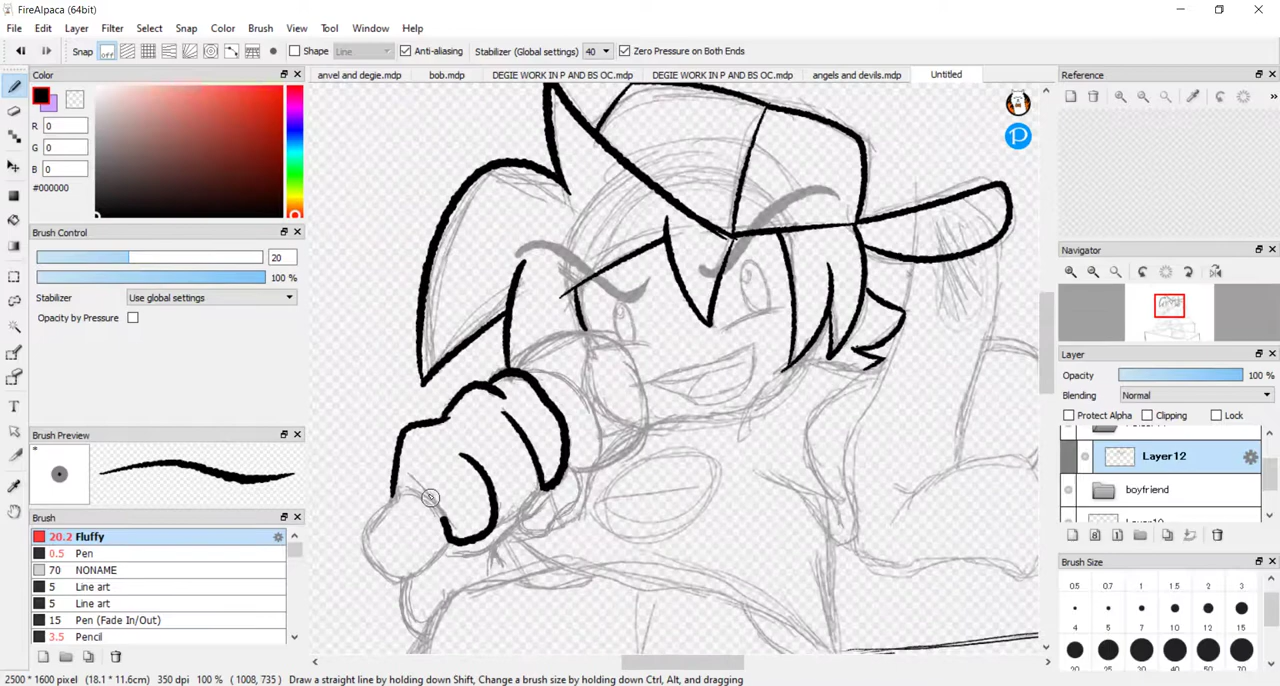 FireAlpaca (64bit)
File Edit Layer Filter Select Snap Color Brush View Tool Window Help
Snap off Shape Line Anti-aliasing Stabilizer (Global settings) 40 Zero Pressure on Both Ends
Color
anvel and degie.mdp bob.mdp DEGIE WORK IN P AND BS OC.mdp DEGIE WORK IN P AND BS OC.mdp angels and devils.mdp Untitled
Reference
R 0
G 0
B 0
#000000
Brush Control
20
100 %
Stabilizer Use global settings
Opacity by Pressure
Navigator
Layer
Opacity 100 %
Blending Normal
Protect Alpha Clipping Lock
Layer12
boyfriend
Brush Preview
Brush
20.2 Fluffy
0.5 Pen
70 NONAME
5 Line art
5 Line art
15 Pen (Fade In/Out)
3.5 Pencil
Brush Size
0.5 0.7 1 1.5 2 3
4 5 7 10 12 15
20 25 30 40 50 70
2500 * 1600 pixel (18.1 * 11.6cm) 350 dpi 100 % ( 1008, 735 ) Draw a straight line by holding down Shift, Change a brush size by holding down Ctrl, Alt, and dragging